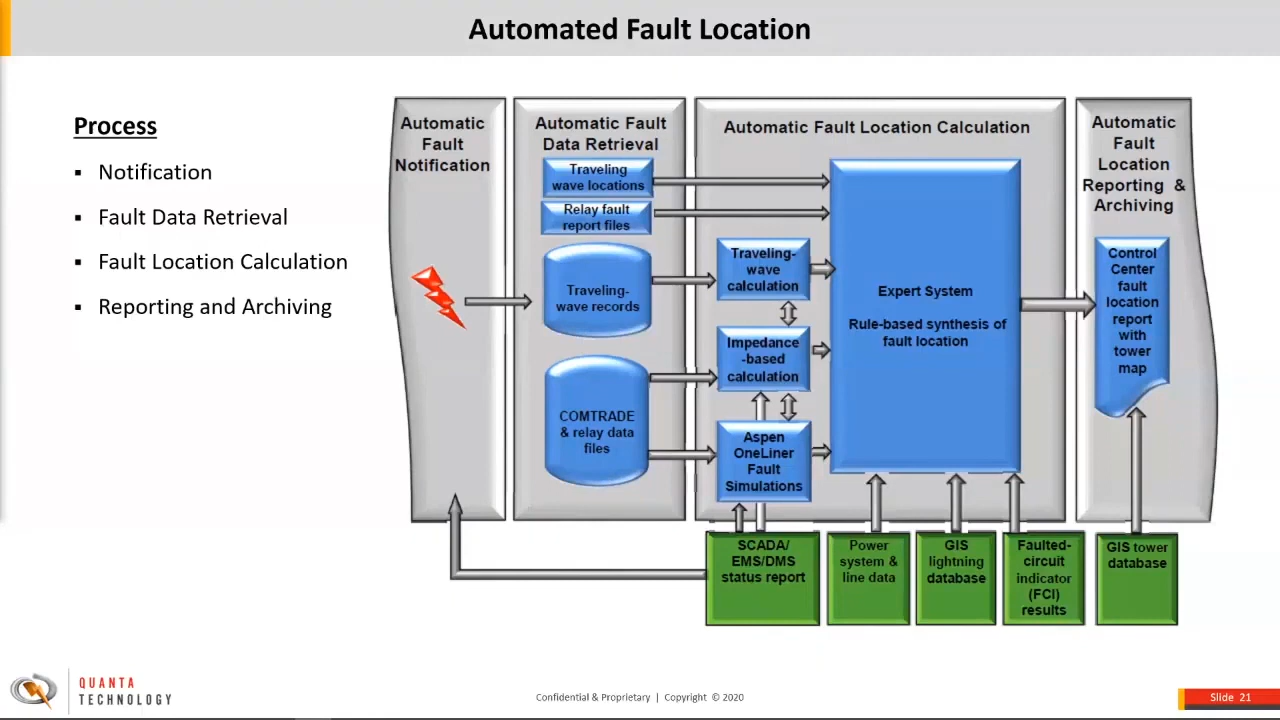 Automated Fault Location
Process
▪ Notification
▪ Fault Data Retrieval
▪ Fault Location Calculation
▪ Reporting and Archiving
Automatic
Fault
Notification
Automatic Fault
Data Retrieval
Traveling
wave locations
Relay fault
report files
Traveling-
wave records
COMTRADE
& relay data
files
Automatic Fault Location Calculation
Traveling-
wave
calculation
Impedance
-based
calculation
Aspen
OneLiner
Fault
Simulations
Expert System
Rule-based synthesis of
fault location
Automatic
Fault
Location
Reporting &
Archiving
Control
Center
fault
location
report
with
tower
map
SCADA/
EMS/DMS
status report
Power
system &
line data
GIS
lightning
database
Faulted-
circuit
indicator
(FCI)
results
GIS tower
database
QUANTA
TECHNOLOGY
Confidential & Proprietary | Copyright © 2020
Slide 21